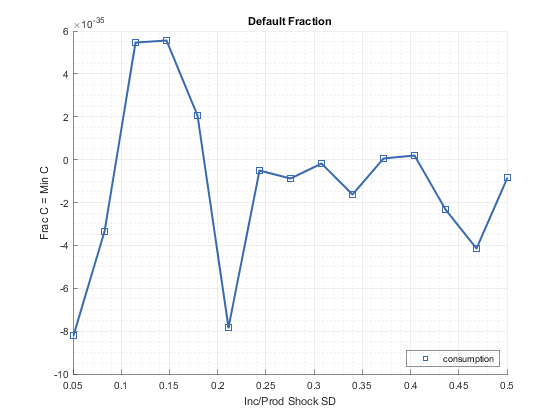 Default Fraction
×10^-35
6
4
2
0
-2
-4
-6
-8
-10
Frac C = Min C
0.05 0.1 0.15 0.2 0.25 0.3 0.35 0.4 0.45 0.5
Inc/Prod Shock SD
consumption